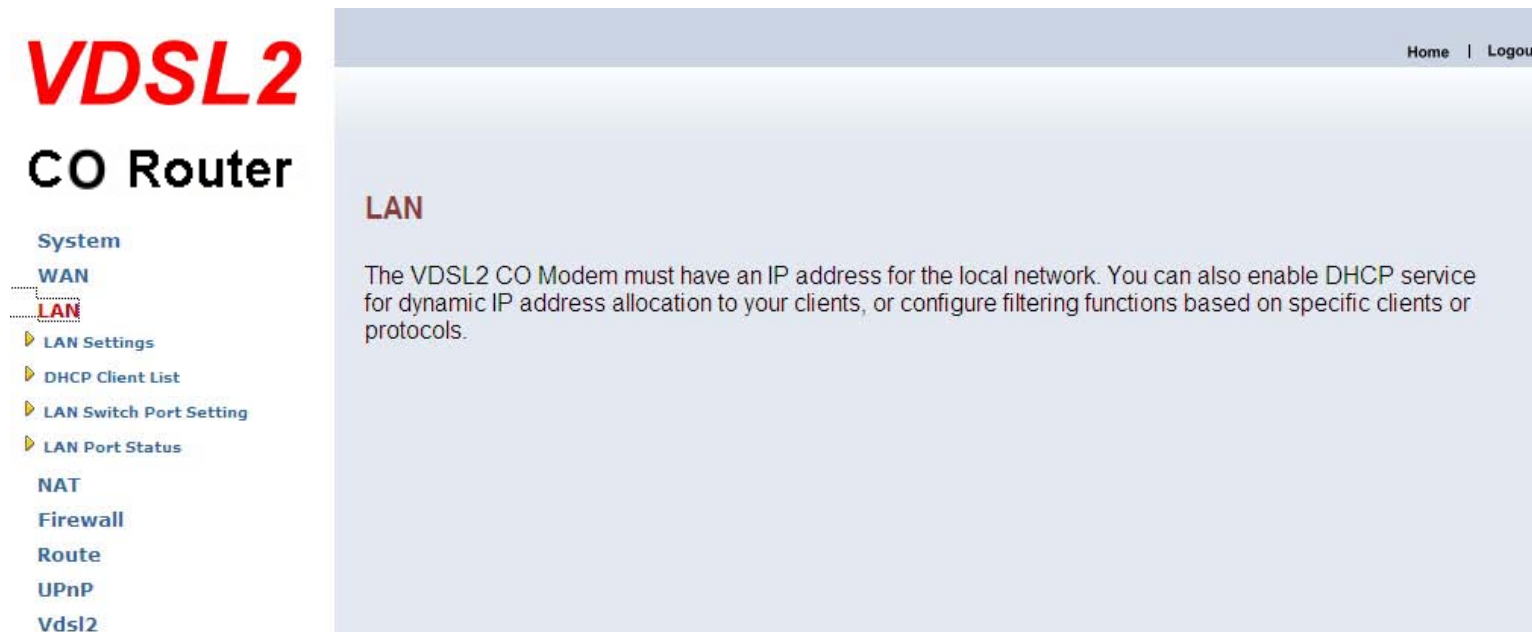 VDSL2
CO Router
Home | Logou
System
WAN
LAN
LAN Settings
DHCP Client List
LAN Switch Port Setting
LAN Port Status
NAT
Firewall
Route
UPnP
Vdsl2
LAN
The VDSL2 CO Modem must have an IP address for the local network. You can also enable DHCP service
for dynamic IP address allocation to your clients, or configure filtering functions based on specific clients or
protocols.